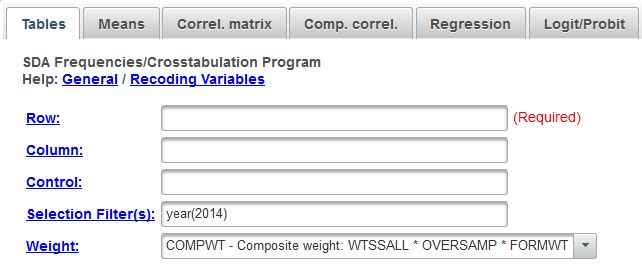 Tables Means Correl. matrix Comp. correl. Regression Logit/Probit
SDA Frequencies/Crosstabulation Program
Help: General / Recoding Variables
Row: (Required)
Column:
Control:
Selection Filter(s): year(2014)
Weight: COMPWT - Composite weight: WTSSALL * OVERSAMP * FORMWT